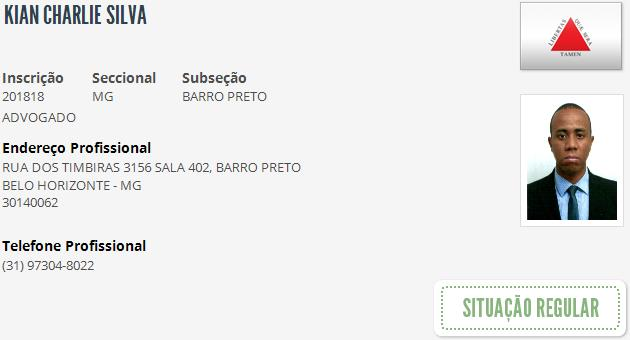 KIAN CHARLIE SILVA
LIBERTAS QUÆ SERA
TAMEN
Inscrição Seccional Subseção
201818 MG BARRO PRETO
ADVOGADO
Endereço Profissional
RUA DOS TIMBIRAS 3156 SALA 402, BARRO PRETO
BELO HORIZONTE - MG
30140062
Telefone Profissional
(31) 97304-8022
SITUAÇÃO REGULAR